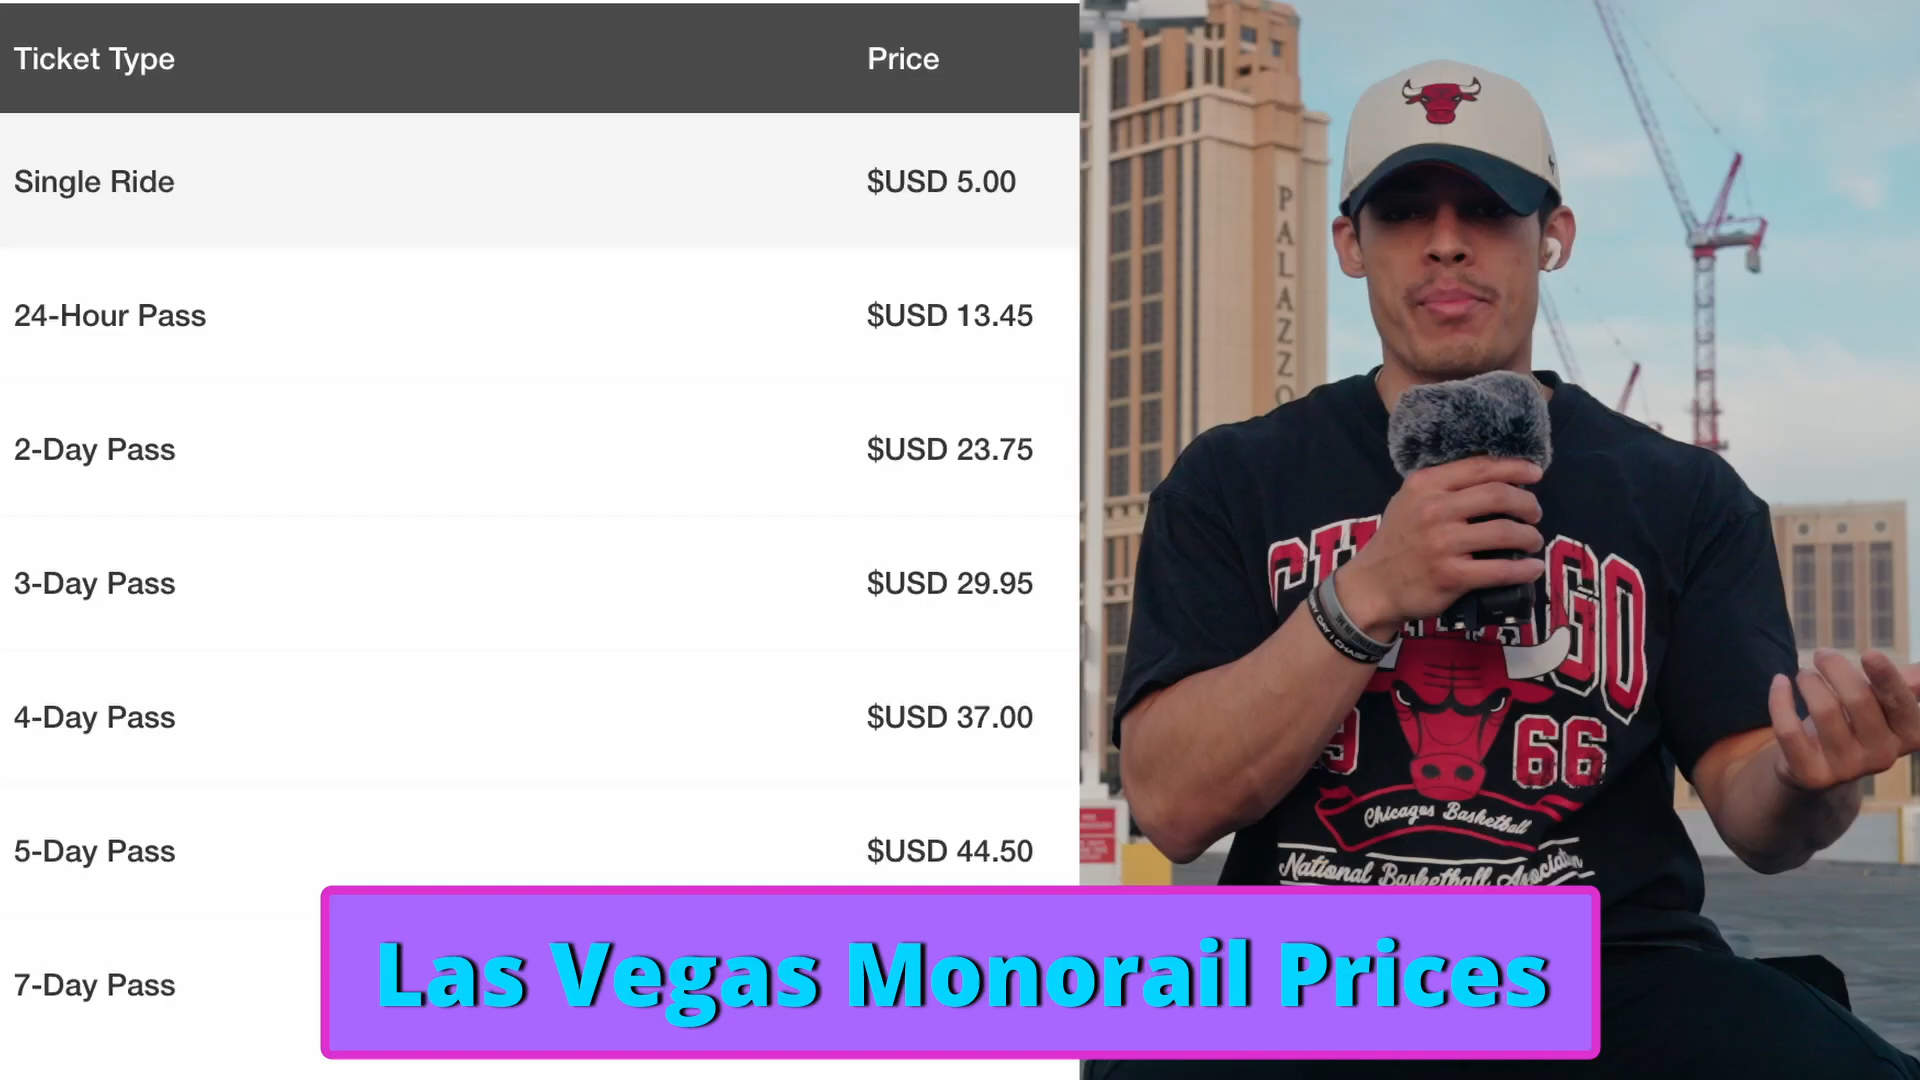 Ticket Type Price
Single Ride $USD 5.00
24-Hour Pass $USD 13.45
2-Day Pass $USD 23.75
3-Day Pass $USD 29.95
4-Day Pass $USD 37.00
5-Day Pass $USD 44.50
7-Day Pass
Las Vegas Monorail Prices
PALAZZO
66
Chicagos Basketball
National Basketball Association